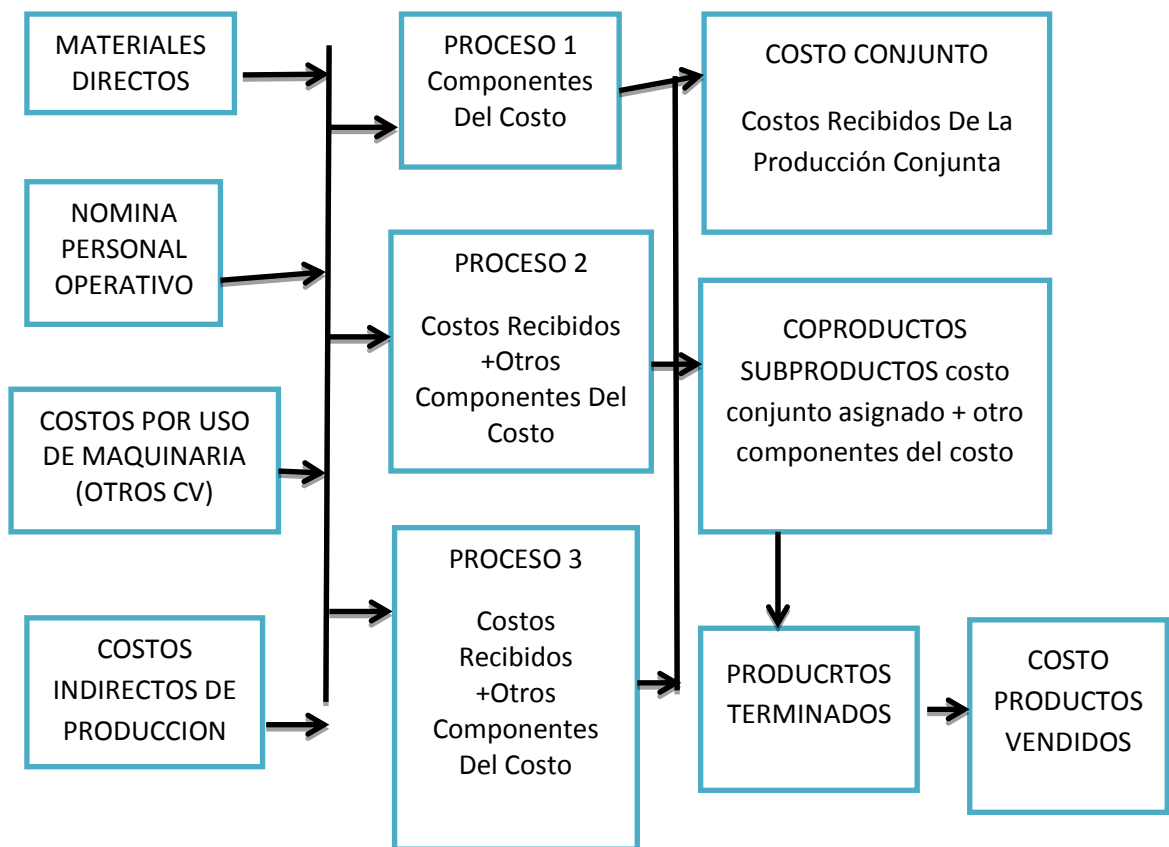 MATERIALES
DIRECTOS
NOMINA
PERSONAL
OPERATIVO
COSTOS POR USO
DE MAQUINARIA
(OTROS CV)
COSTOS
INDIRECTOS DE
PRODUCCION
PROCESO 1
Componentes
Del Costo
PROCESO 2
Costos Recibidos
+Otros
Componentes Del
Costo
PROCESO 3
Costos
Recibidos
+Otros
Componentes
Del Costo
COSTO CONJUNTO
Costos Recibidos De La
Producción Conjunta
COPRODUCTOS
SUBPRODUCTOS costo
conjunto asignado + otro
componentes del costo
PRODUCRTOS
TERMINADOS
COSTO
PRODUCTOS
VENDIDOS